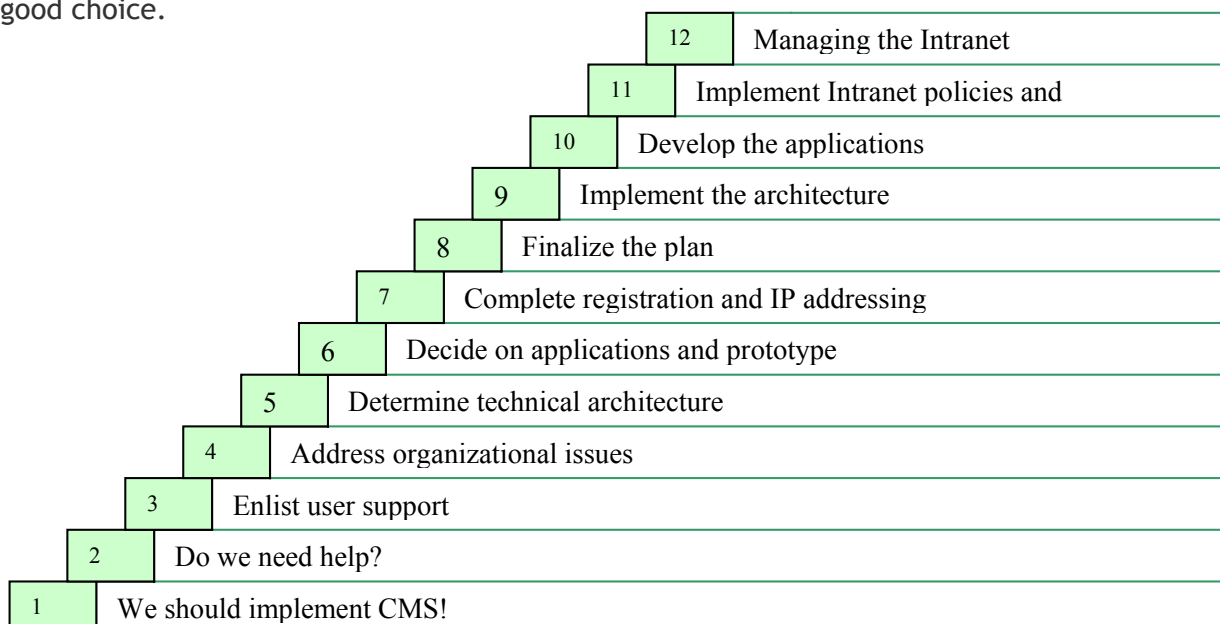 good choice.
12 Managing the Intranet
11 Implement Intranet policies and
10 Develop the applications
9 Implement the architecture
8 Finalize the plan
7 Complete registration and IP addressing
6 Decide on applications and prototype
5 Determine technical architecture
4 Address organizational issues
3 Enlist user support
2 Do we need help?
1 We should implement CMS!